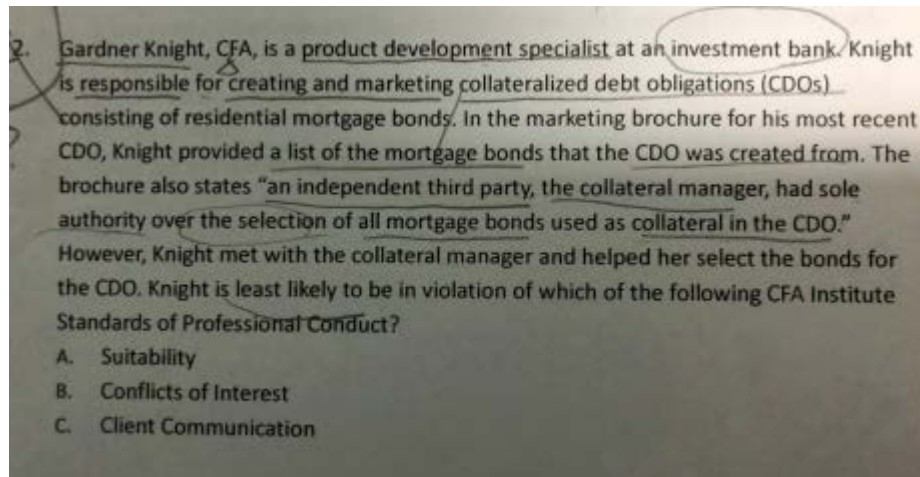 2. Gardner Knight, CFA, is a product development specialist at an investment bank. Knight
is responsible for creating and marketing collateralized debt obligations (CDOs)
consisting of residential mortgage bonds. In the marketing brochure for his most recent
CDO, Knight provided a list of the mortgage bonds that the CDO was created from. The
brochure also states “an independent third party, the collateral manager, had sole
authority over the selection of all mortgage bonds used as collateral in the CDO.”
However, Knight met with the collateral manager and helped her select the bonds for
the CDO. Knight is least likely to be in violation of which of the following CFA Institute
Standards of Professional Conduct?
A. Suitability
B. Conflicts of Interest
C. Client Communication